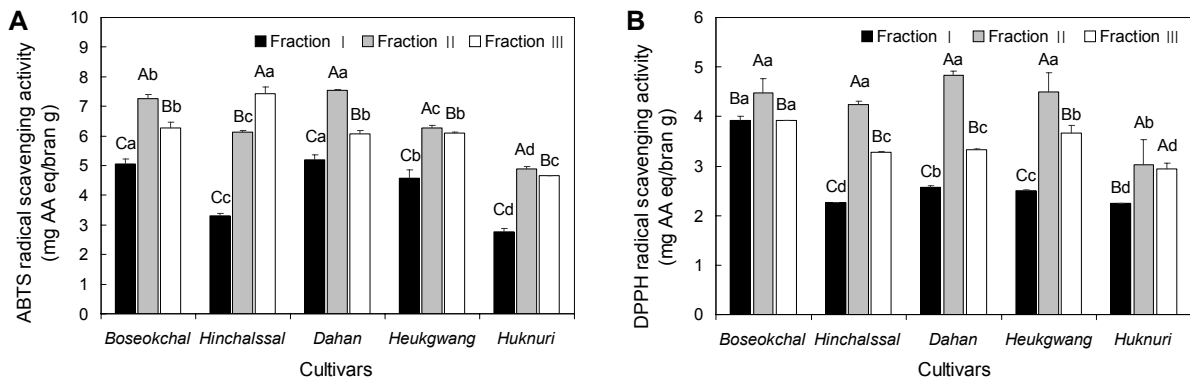 A
ABTS radical scavenging activity
(mg AA eq/bran g)
10
9
8
7
6
5
4
3
2
1
0
Fraction Ⅰ Fraction Ⅱ Fraction Ⅲ
Ca Ab Bb
Cc Bc Aa
Ca Aa Bb
Cb Ac Bb
Cd Ad Bc
Boseokchal Hinchalssal Dahan Heukgwang Huknuri
Cultivars
B
DPPH radical scavenging activity
(mg AA eq/bran g)
6
5
4
3
2
1
0
Fraction Ⅰ Fraction Ⅱ Fraction Ⅲ
Ba Aa Ba
Cd Aa Bc
Cb Aa Bc
Cc Aa Bb
Bd Ab Ad
Boseokchal Hinchalssal Dahan Heukgwang Huknuri
Cultivars